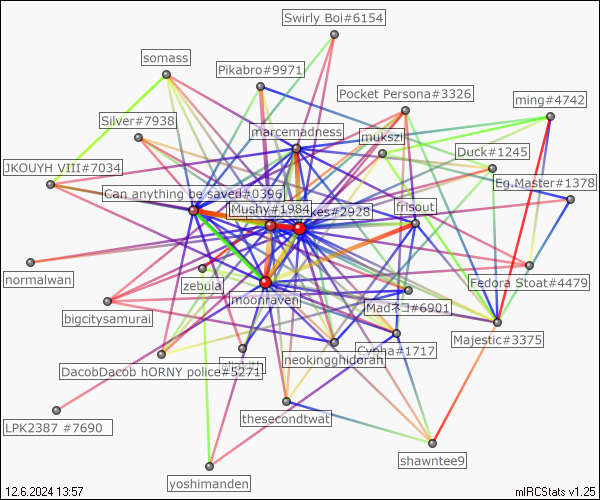 Swirly Boi#6154
somass
Pikabro#9971
Pocket Persona#3326
ming#4742
Silver#7938
marcemadness
mukszil
Duck#1245
JKOUYH VIII#7034
Eg.Master#1378
Can anything be saved#0396
Mushy#1984
kes#2928
frisout
normalwan
zebula
Fedora Stoat#4479
moonraven
Madネコ#6901
bigcitysamurai
Majestic#3375
Cypha#1717
neokingghidorah
DacobDacob hORNY police#5271
LPK2387 #7690
thesecondtwat
shawntee9
yoshimanden
12.6.2024 13:57
mIRCStats v1.25